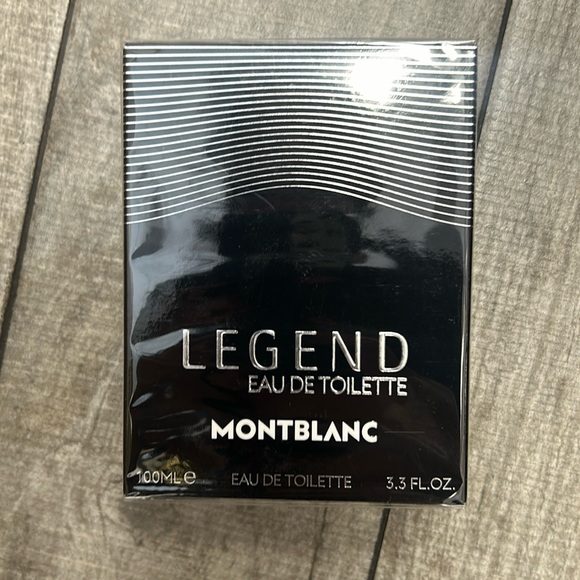 LEGEND
EAU DE TOILETTE
MONTBLANC
100ML e EAU DE TOILETTE 3,3 FL.OZ.